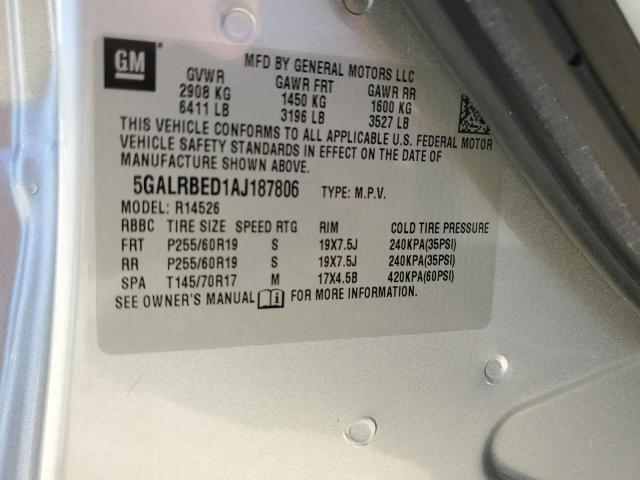 GM
MFD BY GENERAL MOTORS LLC
GVWR GAWR FRT GAWR RR
2908 KG 1450 KG 1600 KG
6411 LB 3196 LB 3527 LB
THIS VEHICLE CONFORMS TO ALL APPLICABLE U.S. FEDERAL MOTOR
VEHICLE SAFETY STANDARDS IN EFFECT ON THE DATE OF
MANUFACTURE SHOWN ABOVE.
5GALRBED1AJ187806 TYPE: M.P.V.
MODEL: R14526
RBBC TIRE SIZE SPEED RTG RIM COLD TIRE PRESSURE
FRT P255/60R19 S 19X7.5J 240KPA(35PSI)
RR P255/60R19 S 19X7.5J 240KPA(35PSI)
SPA T145/70R17 M 17X4.5B 420KPA(60PSI)
SEE OWNER'S MANUAL FOR MORE INFORMATION.